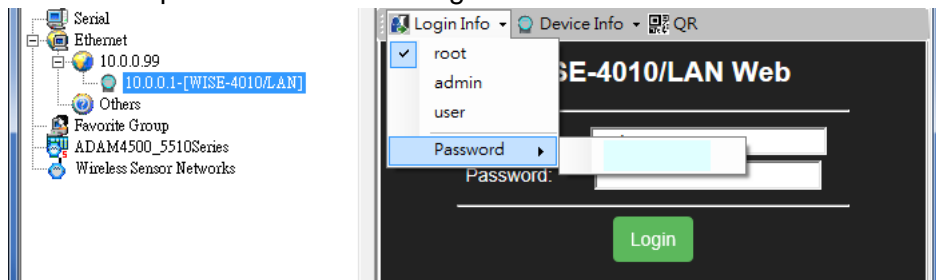 Serial
Ethernet
10.0.0.99
10.0.0.1-[WISE-4010/LAN]
Others
Favorite Group
ADAM4500_5510Series
Wireless Sensor Networks
Login Info Device Info QR
root
admin
user
Password
E-4010/LAN Web
Password:
Login